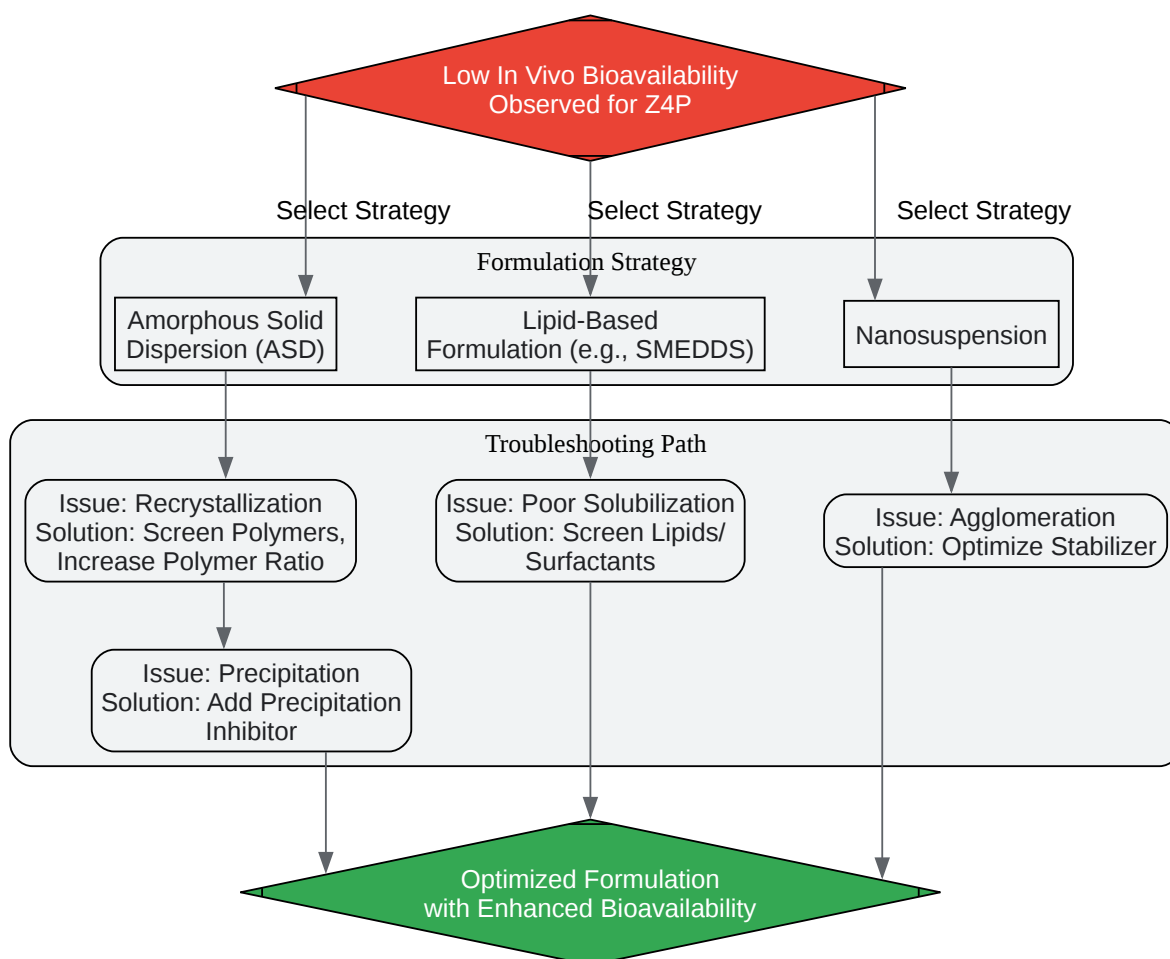 Low In Vivo Bioavailability
Observed for Z4P
Select Strategy
Select Strategy
Select Strategy
Formulation Strategy
Amorphous Solid
Dispersion (ASD)
Lipid-Based
Formulation (e.g., SMEDDS)
Nanosuspension
Troubleshooting Path
Issue: Recrystallization
Solution: Screen Polymers,
Increase Polymer Ratio
Issue: Poor Solubilization
Solution: Screen Lipids/
Surfactants
Issue: Agglomeration
Solution: Optimize Stabilizer
Issue: Precipitation
Solution: Add Precipitation
Inhibitor
Optimized Formulation
with Enhanced Bioavailability